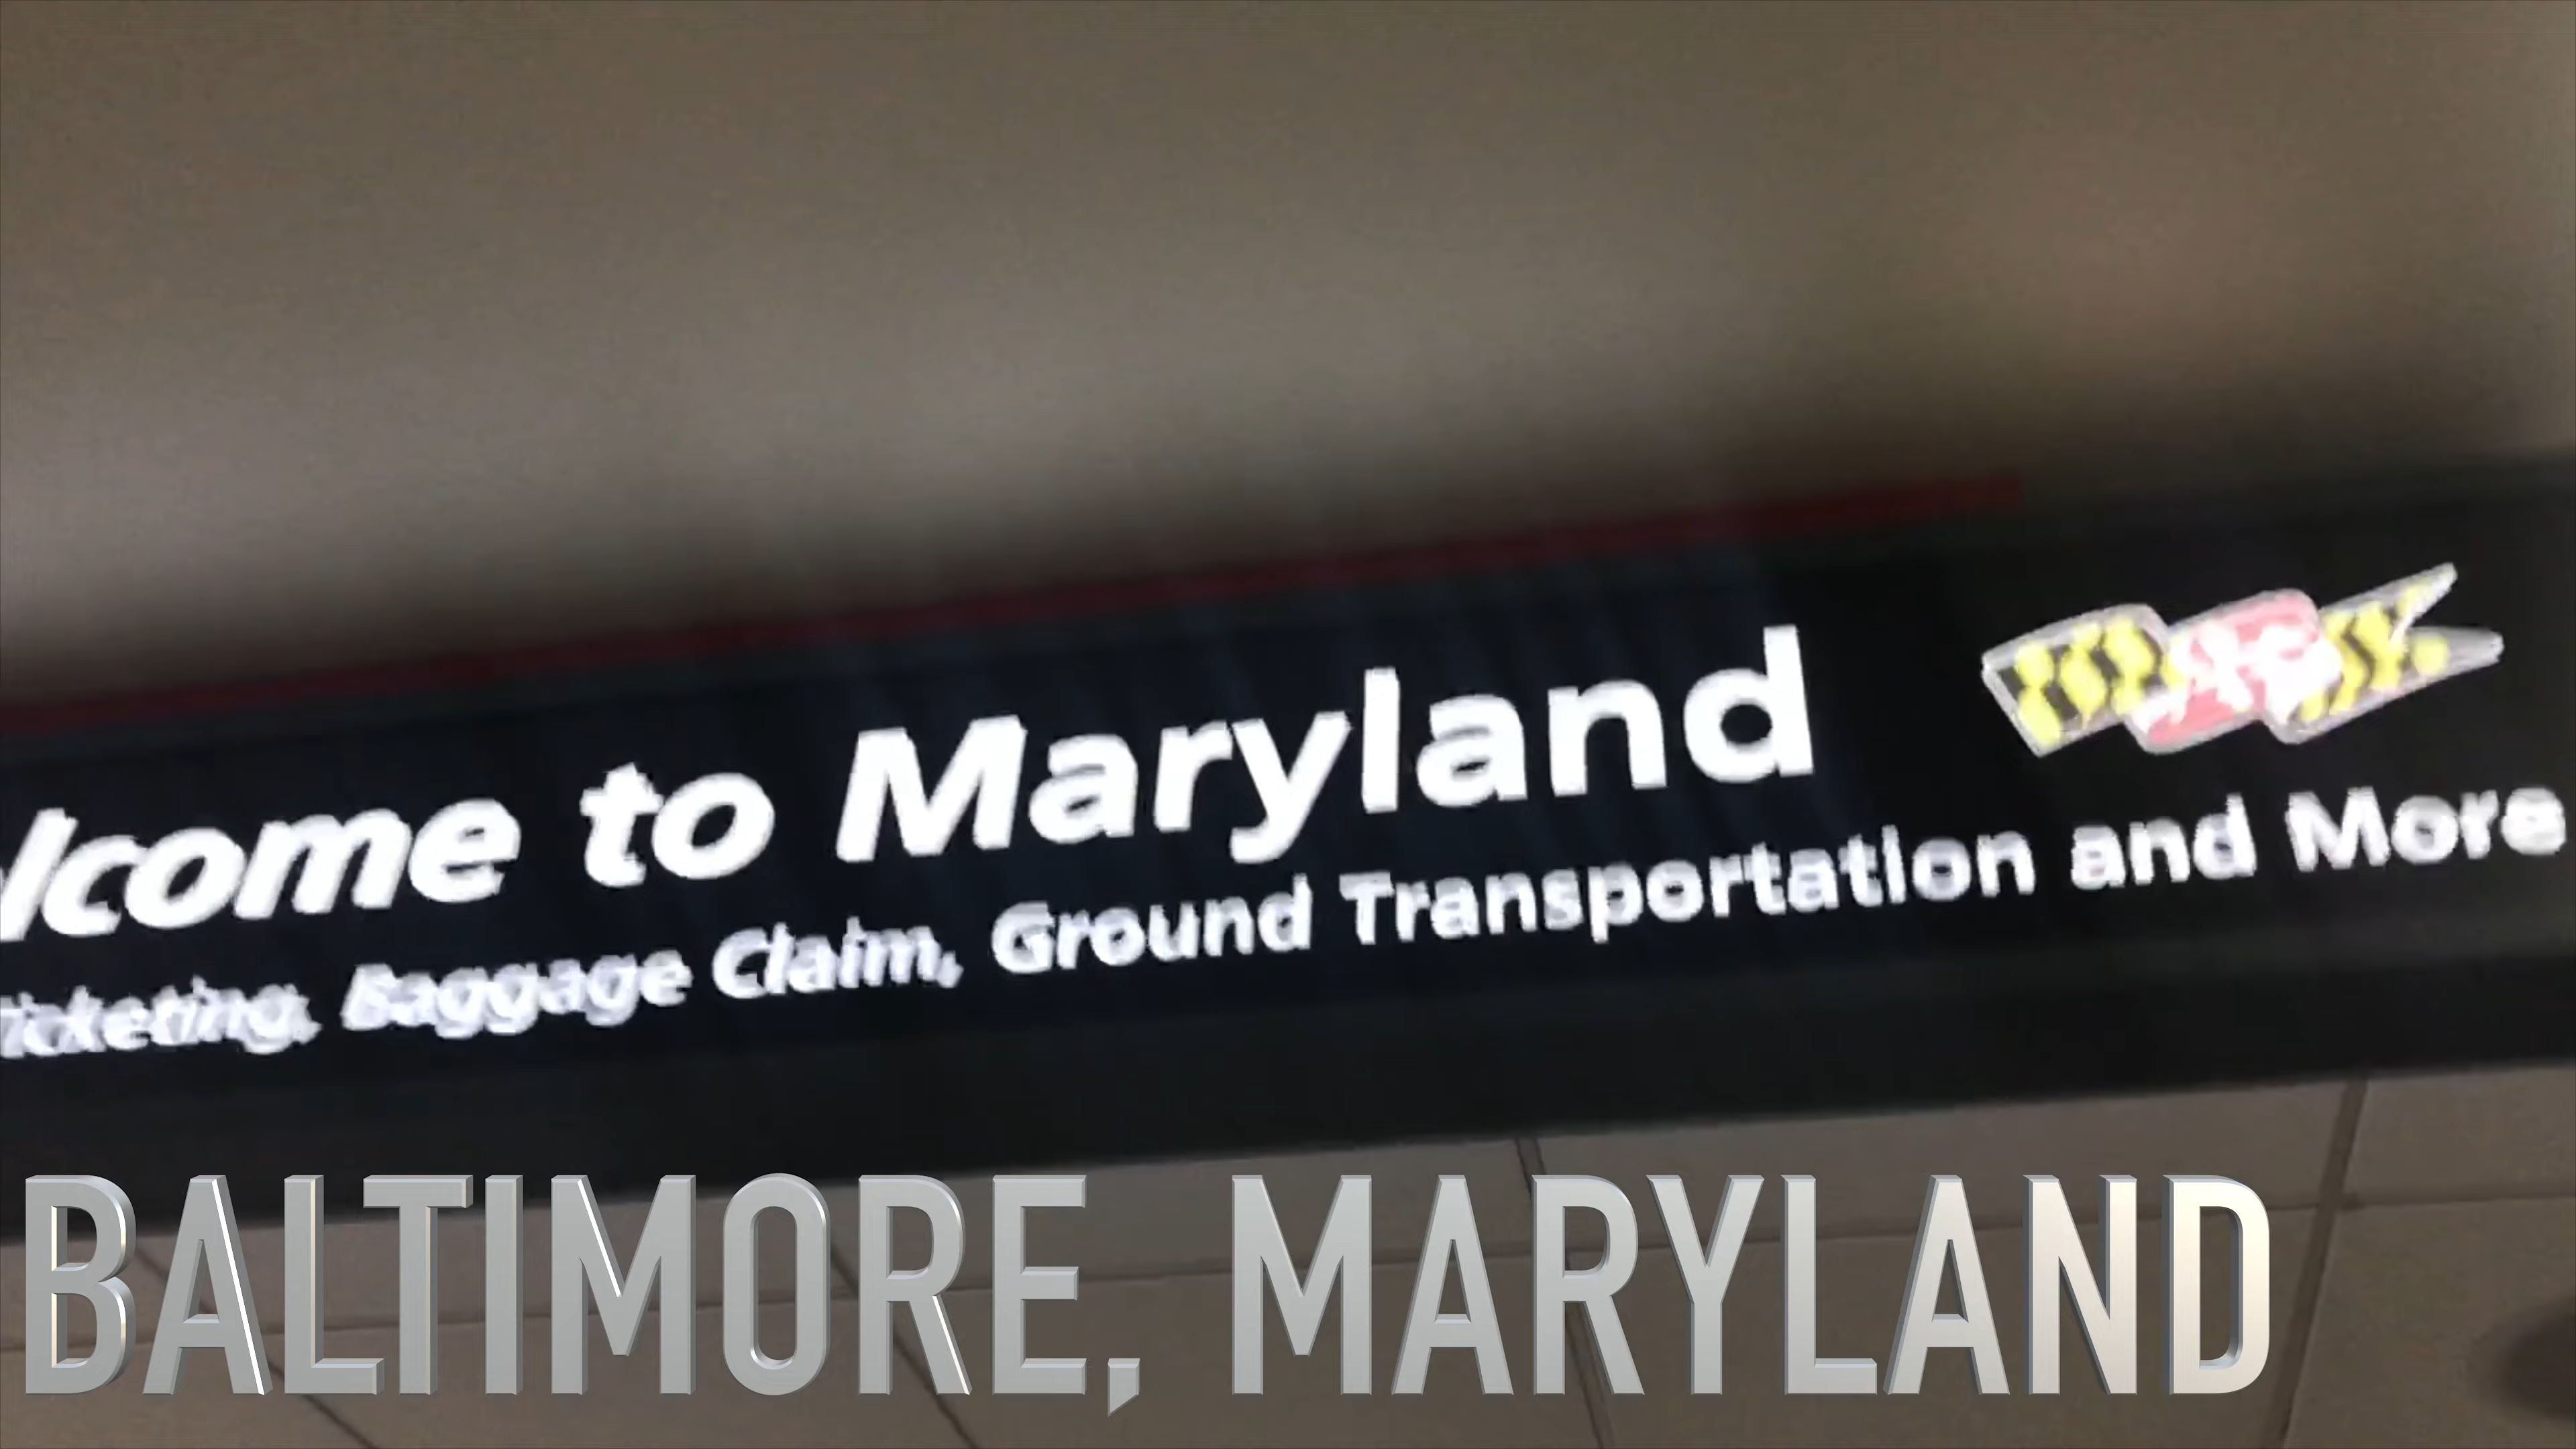 lcome to Maryland
icketing, Baggage Claim, Ground Transportation and More
BALTIMORE, MARYLAND